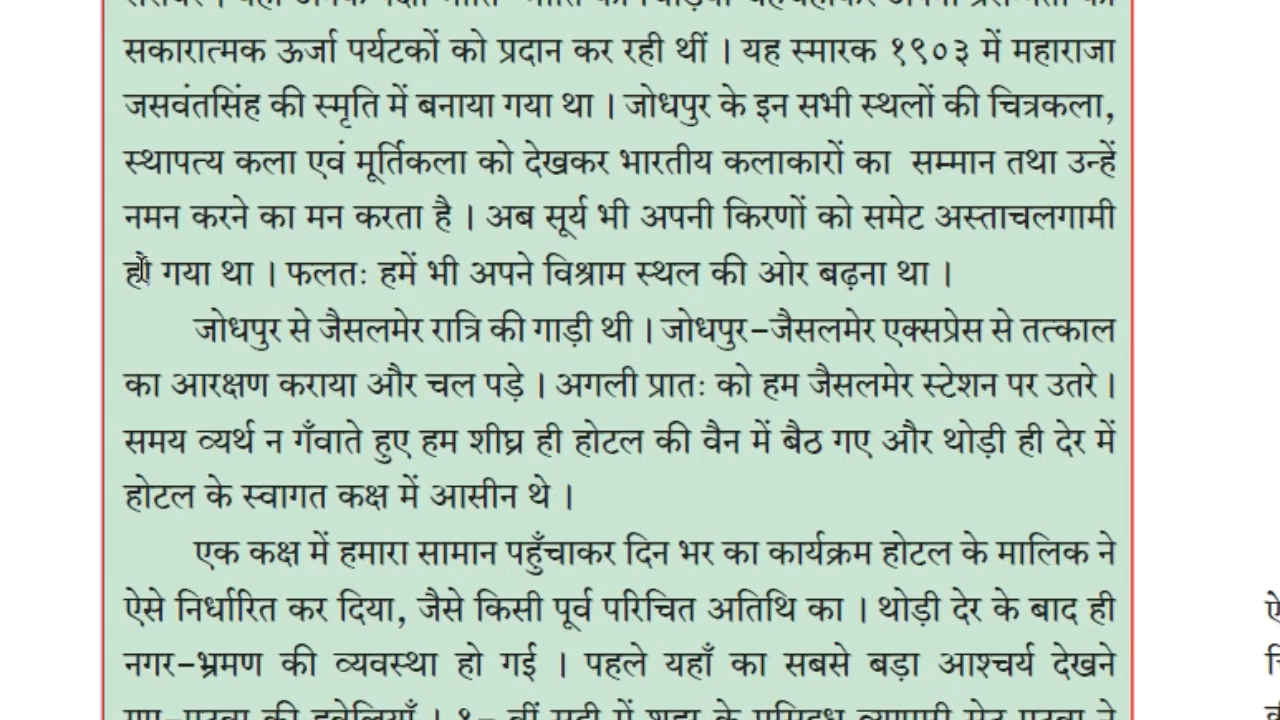 सकारात्मक ऊर्जा पर्यटकों को प्रदान कर रही थीं । यह स्मारक १९०३ में महाराजा
जसवंतसिंह की स्मृति में बनाया गया था । जोधपुर के इन सभी स्थलों की चित्रकला,
स्थापत्य कला एवं मूर्तिकला को देखकर भारतीय कलाकारों का सम्मान तथा उन्हें
नमन करने का मन करता है । अब सूर्य भी अपनी किरणों को समेट अस्ताचलगामी
हो गया था । फलतः हमें भी अपने विश्राम स्थल की ओर बढ़ना था ।
जोधपुर से जैसलमेर रात्रि की गाड़ी थी । जोधपुर-जैसलमेर एक्सप्रेस से तत्काल
का आरक्षण कराया और चल पड़े । अगली प्रातः को हम जैसलमेर स्टेशन पर उतरे ।
समय व्यर्थ न गँवाते हुए हम शीघ्र ही होटल की वैन में बैठ गए और थोड़ी ही देर में
होटल के स्वागत कक्ष में आसीन थे ।
एक कक्ष में हमारा सामान पहुँचाकर दिन भर का कार्यक्रम होटल के मालिक ने
ऐसे निर्धारित कर दिया, जैसे किसी पूर्व परिचित अतिथि का । थोड़ी देर के बाद ही
नगर-भ्रमण की व्यवस्था हो गई । पहले यहाँ का सबसे बड़ा आश्चर्य देखने